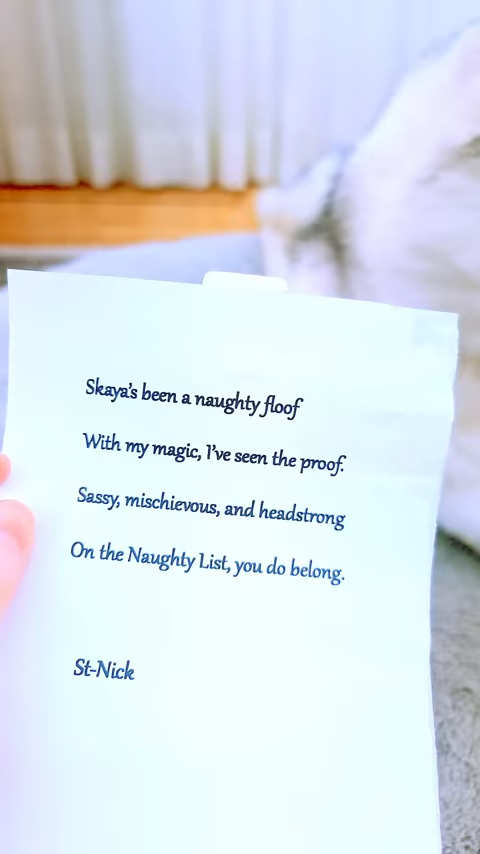 Skaya's been a naughty floof
With my magic, I've seen the proof.
Sassy, mischievous, and headstrong
On the Naughty List, you do belong.
St-Nick